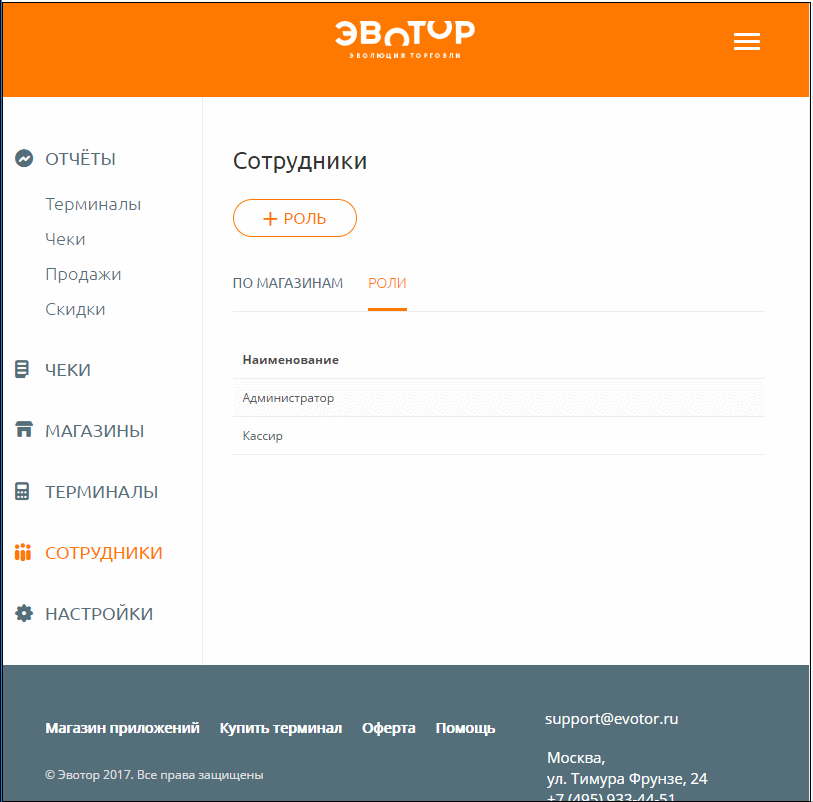 ЭВОТОР
ЭВОЛЮЦИЯ ТОРГОВЛИ
ОТЧЁТЫ
Терминалы
Чеки
Продажи
Скидки
ЧЕКИ
МАГАЗИНЫ
ТЕРМИНАЛЫ
СОТРУДНИКИ
НАСТРОЙКИ
Сотрудники
+ РОЛЬ
ПО МАГАЗИНАМ РОЛИ
Наименование
Администратор
Кассир
Магазин приложений Купить терминал Оферта Помощь
© Эвотор 2017. Все права защищены
support@evotor.ru
Москва,
ул. Тимура Фрунзе, 24
+7 (495) 933-44-51